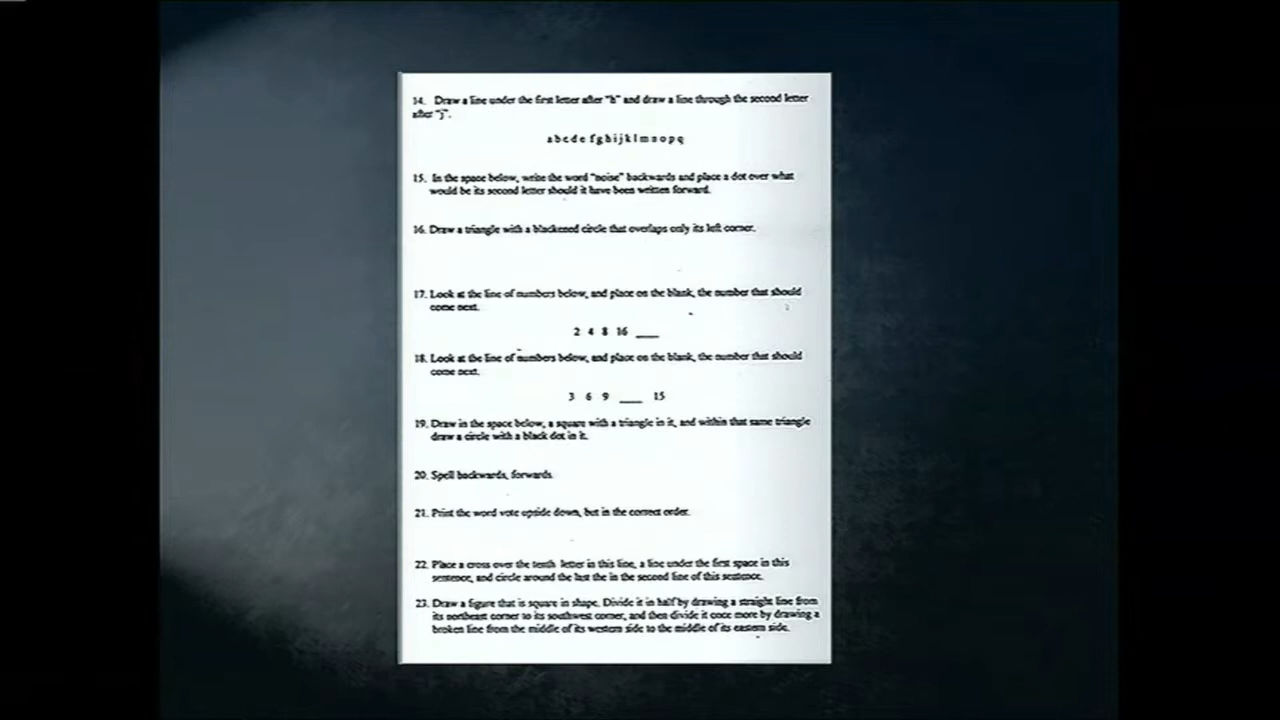 14. Draw a line under the first letter after "h" and draw a line through the second letter
after "j".
a b c d e f g h i j k l m n o p q
15. In the space below, write the word "noise" backwards and place a dot over what
would be its second letter should it have been written forward.
16. Draw a triangle with a blackened circle that overlaps only its left corner.
17. Look at the line of numbers below, and place on the blank, the number that should
come next.
2 4 8 16 ___
18. Look at the line of numbers below, and place on the blank, the number that should
come next.
3 6 9 ___ 15
19. Draw in the space below, a square with a triangle in it, and within that same triangle
draw a circle with a black dot in it.
20. Spell backwards, forwards.
21. Print the word vote upside down, but in the correct order.
22. Place a cross over the tenth letter in this line, a line under the first space in this
sentence, and circle around the last the in the second line of this sentence.
23. Draw a figure that is square in shape. Divide it in half by drawing a straight line from
its northeast corner to its southwest corner, and then divide it once more by drawing a
broken line from the middle of its western side to the middle of its eastern side.